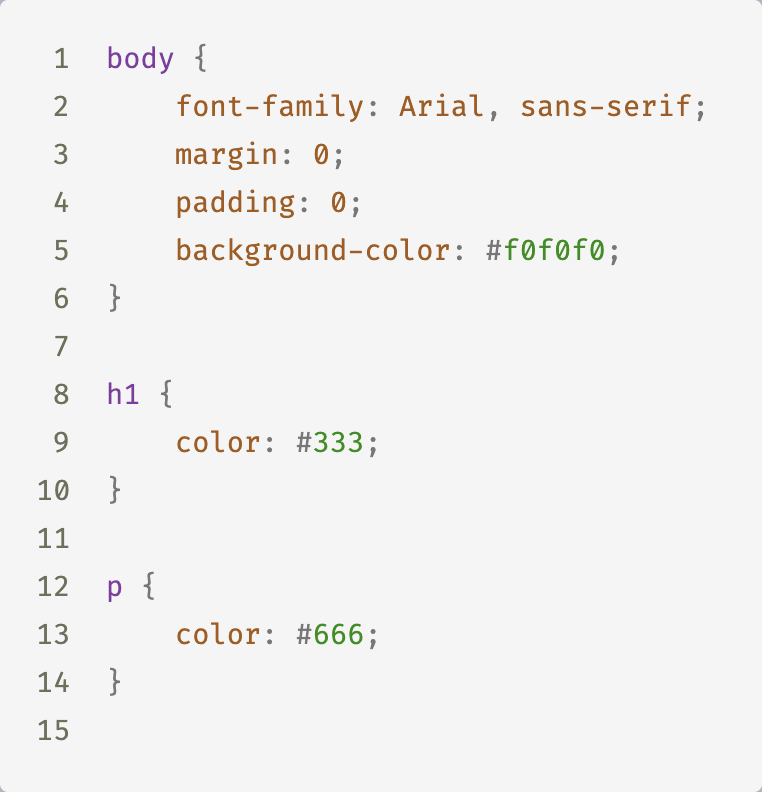 1 body {
2     font-family: Arial, sans-serif;
3     margin: 0;
4     padding: 0;
5     background-color: #f0f0f0;
6 }
7
8 h1 {
9     color: #333;
10 }
11
12 p {
13     color: #666;
14 }
15